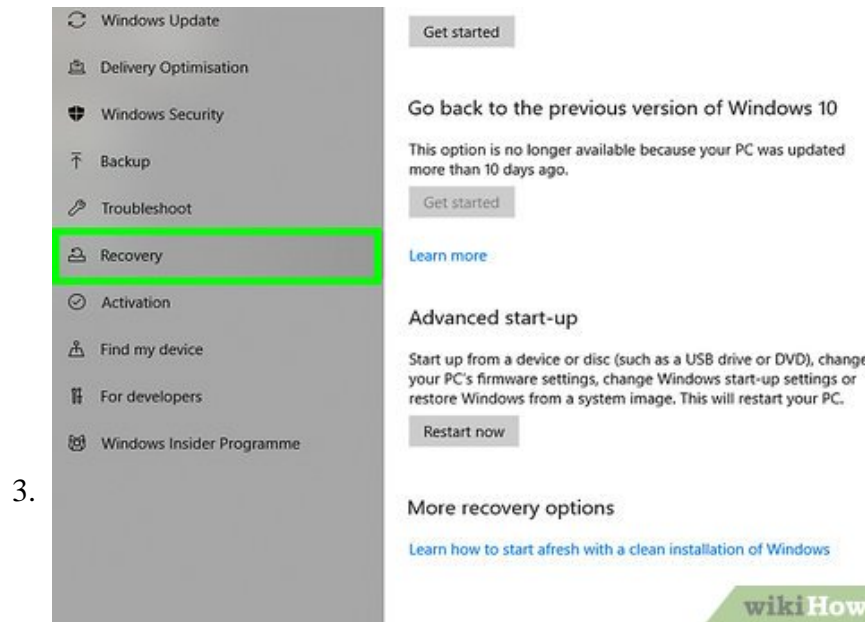 Windows Update
Delivery Optimisation
Windows Security
Backup
Troubleshoot
Recovery
Activation
Find my device
For developers
Windows Insider Programme
3.
Get started
Go back to the previous version of Windows 10
This option is no longer available because your PC was updated
more than 10 days ago.
Get started
Learn more
Advanced start-up
Start up from a device or disc (such as a USB drive or DVD), change
your PC's firmware settings, change Windows start-up settings or
restore Windows from a system image. This will restart your PC.
Restart now
More recovery options
Learn how to start afresh with a clean installation of Windows
wikiHow